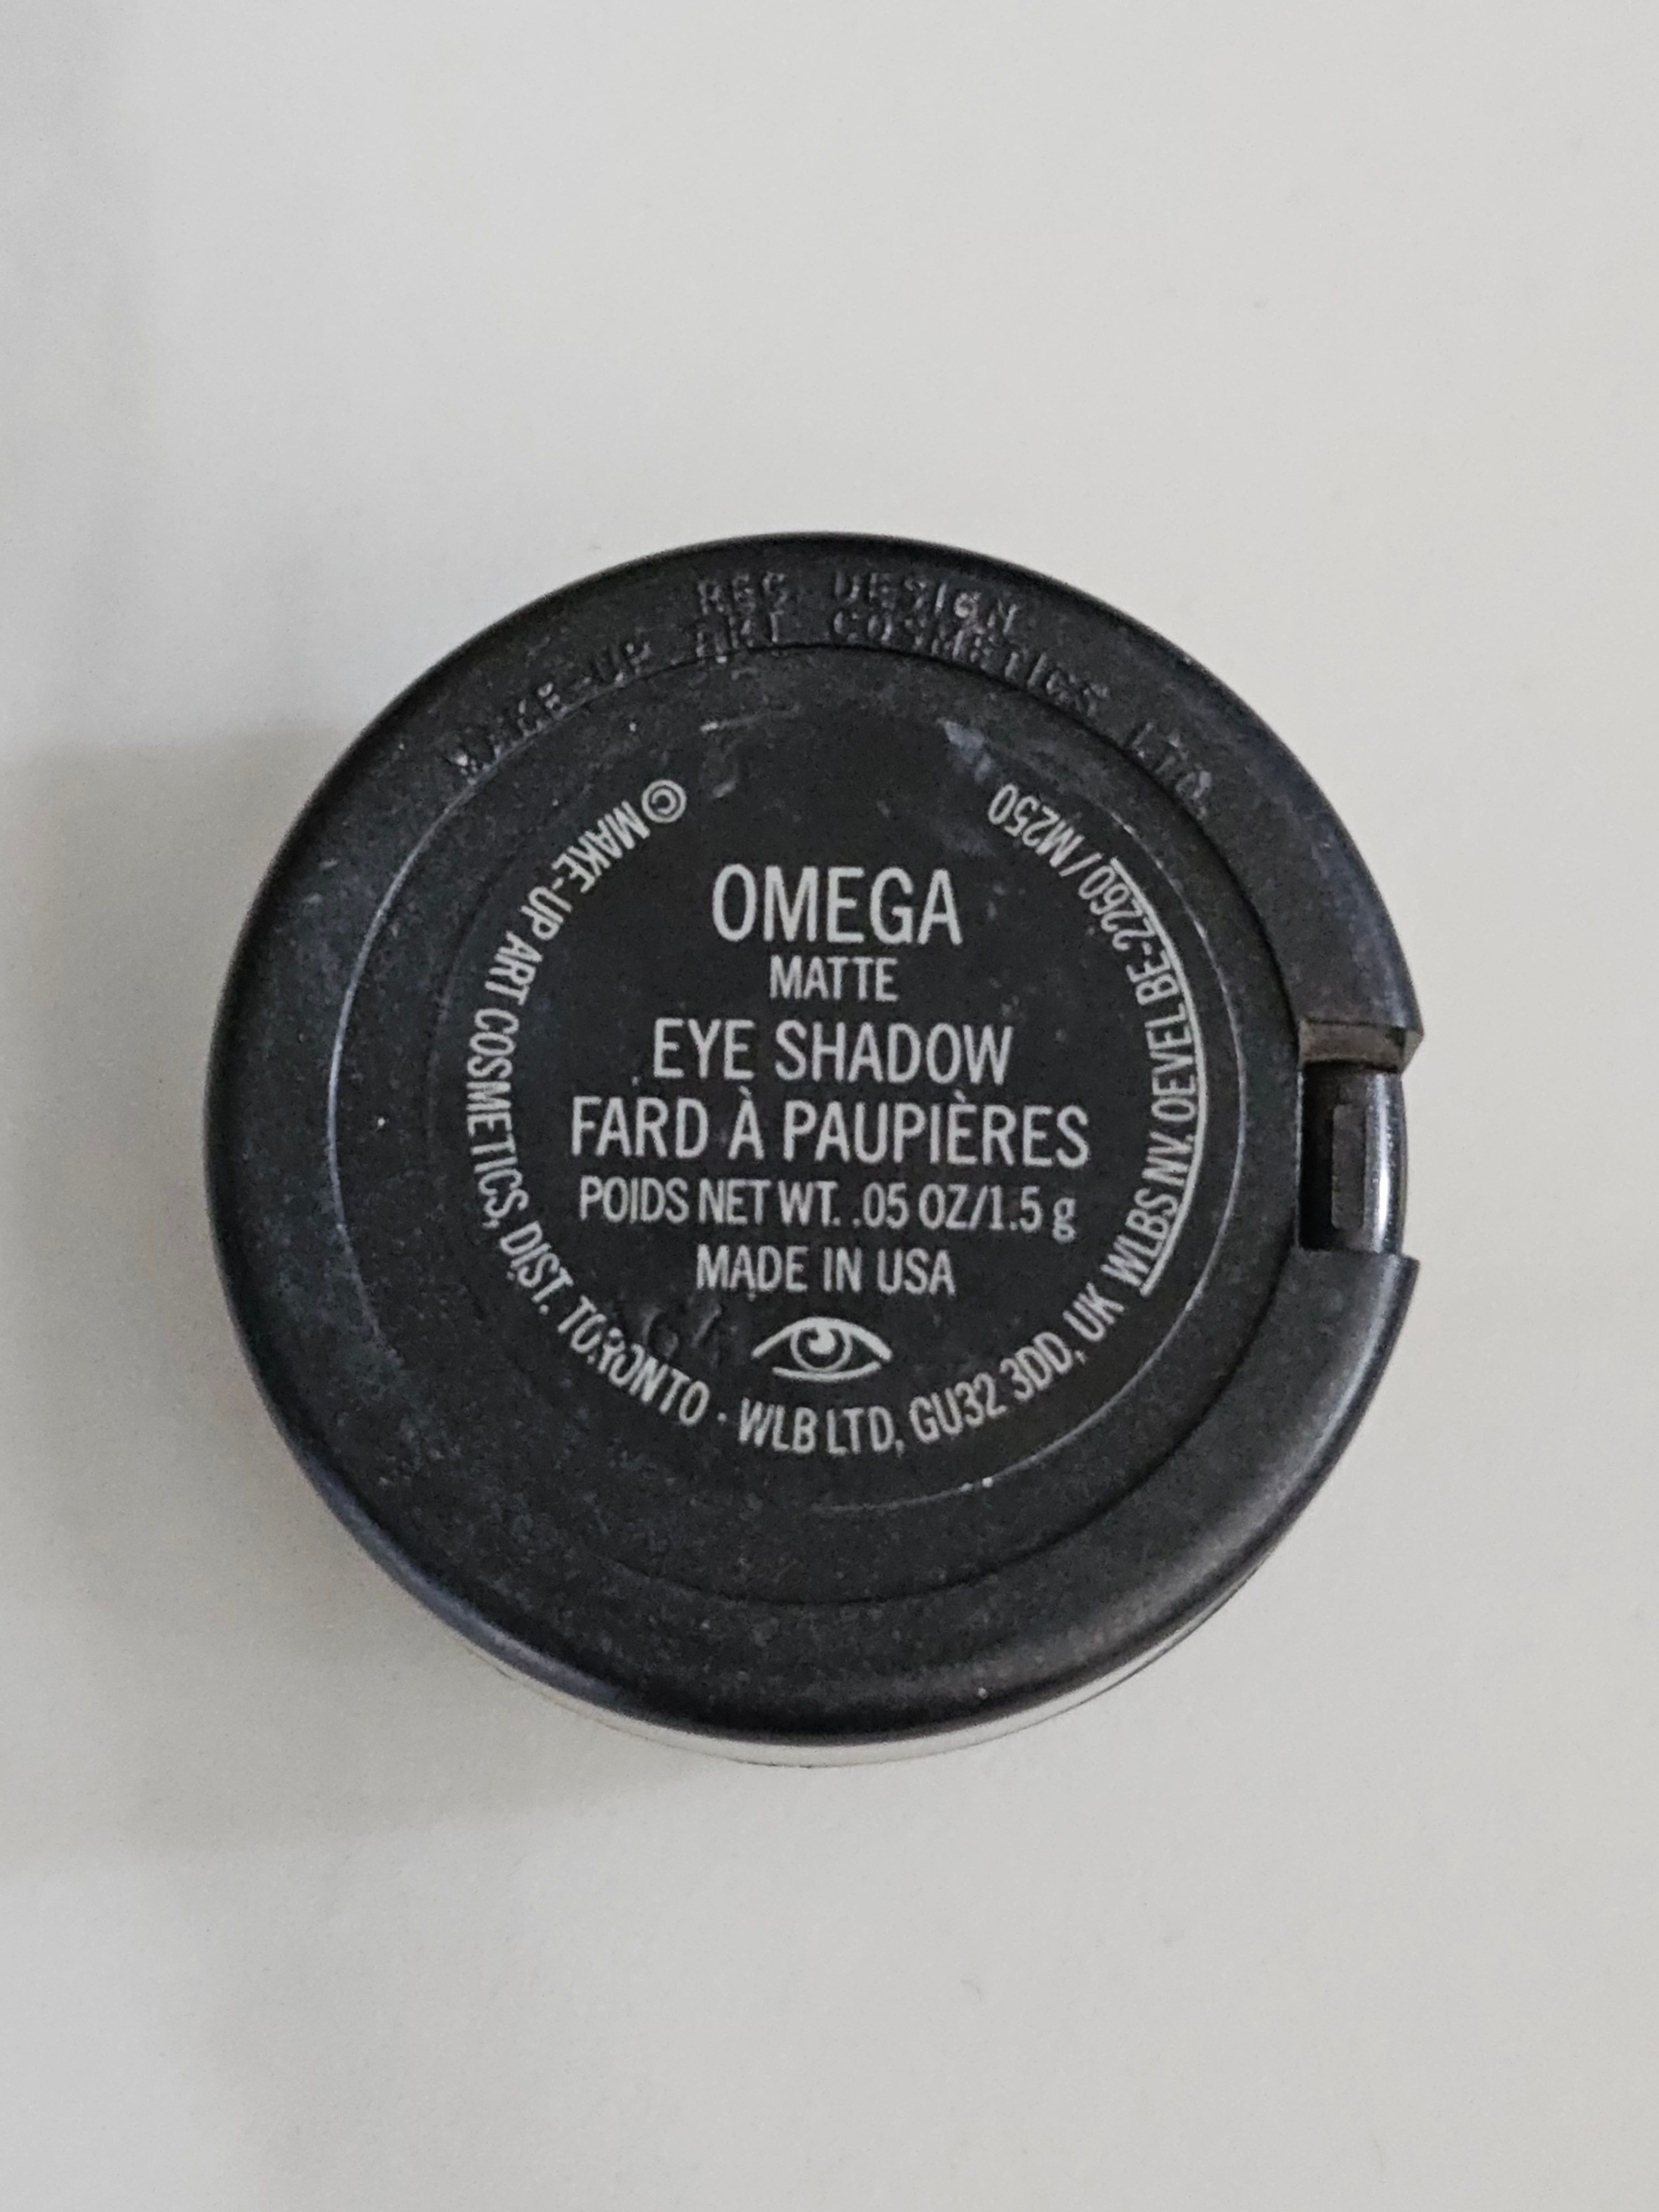 REG. DESIGN
MAKE-UP ART COSMETICS LTD.
OMEGA
MATTE
EYE SHADOW
FARD À PAUPIÈRES
POIDS NET WT. .05 OZ/1.5 g
MADE IN USA
© MAKE-UP ART COSMETICS, DIST. TORONTO · WLB LTD, GU32 3DD, UK WLBS NV. OEVEL BE-2260 / M250